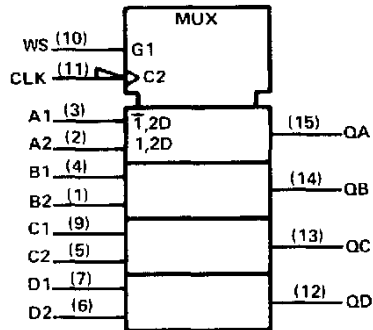 MUX
WS (10) G1
CLK (11) C2
A1 (3) 1̅,2D
A2 (2) 1,2D
(15) QA
B1 (4)
B2 (1)
(14) QB
C1 (9)
C2 (5)
(13) QC
D1 (7)
D2 (6)
(12) QD